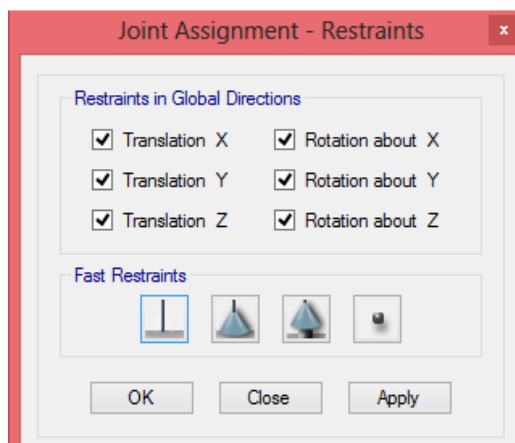 Joint Assignment - Restraints
x
Restraints in Global Directions
Translation X
Rotation about X
Translation Y
Rotation about Y
Translation Z
Rotation about Z
Fast Restraints
OK
Close
Apply